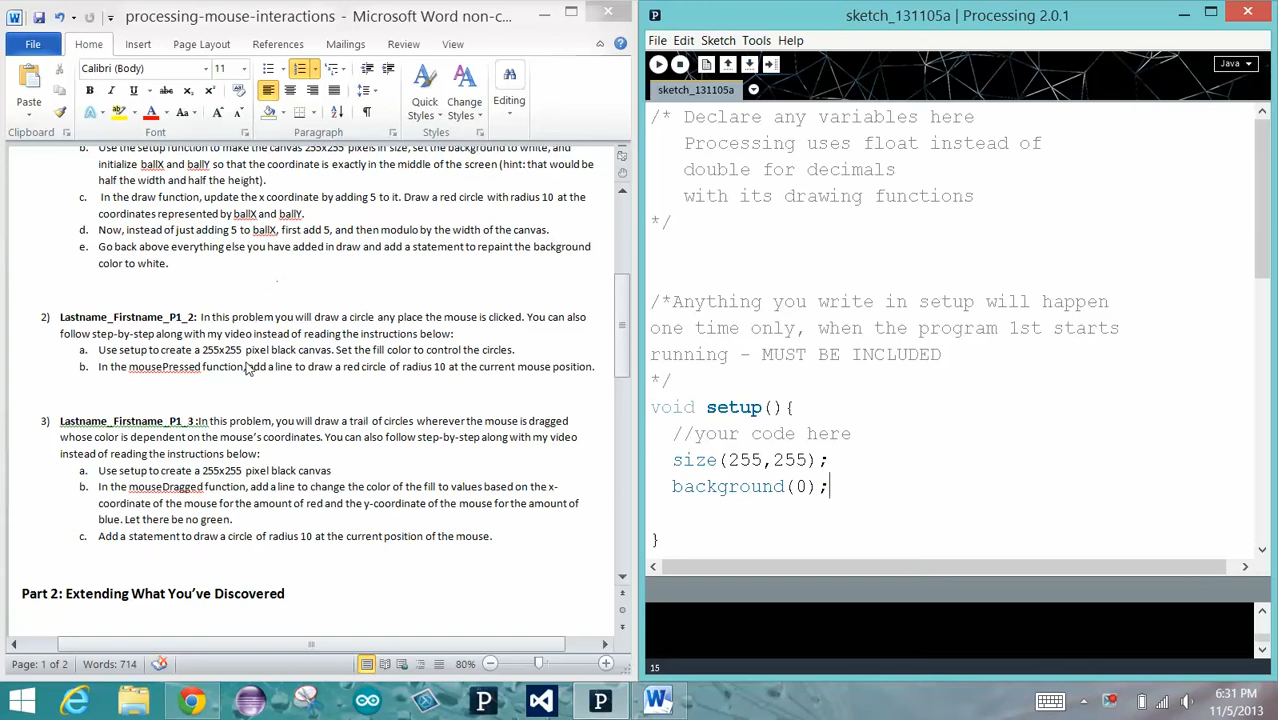 processing-mouse-interactions - Microsoft Word non-c...
File Home Insert Page Layout References Mailings Review View
Calibri (Body) 11
Paste
Quick Styles
Change Styles
Editing
Clipboard Font Paragraph Styles
b. Use the setup function to make the canvas 255x255 pixels in size, set the background to white, and
initialize ballX and ballY so that the coordinate is exactly in the middle of the screen (hint: that would be
half the width and half the height).
c. In the draw function, update the x coordinate by adding 5 to it. Draw a red circle with radius 10 at the
coordinates represented by ballX and ballY.
d. Now, instead of just adding 5 to ballX, first add 5, and then modulo by the width of the canvas.
e. Go back above everything else you have added in draw and add a statement to repaint the background
color to white.
2) Lastname_Firstname_P1_2: In this problem you will draw a circle any place the mouse is clicked. You can also
follow step-by-step along with my video instead of reading the instructions below:
a. Use setup to create a 255x255 pixel black canvas. Set the fill color to control the circles.
b. In the mousePressed function, add a line to draw a red circle of radius 10 at the current mouse position.
3) Lastname_Firstname_P1_3 :In this problem, you will draw a trail of circles wherever the mouse is dragged
whose color is dependent on the mouse's coordinates. You can also follow step-by-step along with my video
instead of reading the instructions below:
a. Use setup to create a 255x255 pixel black canvas
b. In the mouseDragged function, add a line to change the color of the fill to values based on the x-
coordinate of the mouse for the amount of red and the y-coordinate of the mouse for the amount of
blue. Let there be no green.
c. Add a statement to draw a circle of radius 10 at the current position of the mouse.
Part 2: Extending What You've Discovered
Page: 1 of 2 Words: 714 80%
sketch_131105a | Processing 2.0.1
File Edit Sketch Tools Help
Java
sketch_131105a
/* Declare any variables here
Processing uses float instead of
double for decimals
with its drawing functions
*/
/*Anything you write in setup will happen
one time only, when the program 1st starts
running - MUST BE INCLUDED
*/
void setup(){
//your code here
size(255,255);
background(0);
}
15
6:31 PM
11/5/2013